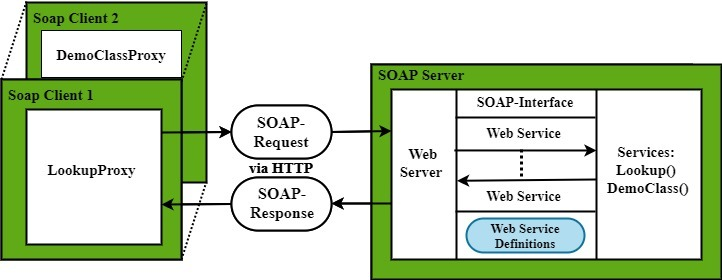 Soap Client 2
DemoClassProxy
Soap Client 1
LookupProxy
SOAP-
Request
via HTTP
SOAP-
Response
SOAP Server
Web
Server
SOAP-Interface
Web Service
Web Service
Web Service
Definitions
Services:
Lookup()
DemoClass()